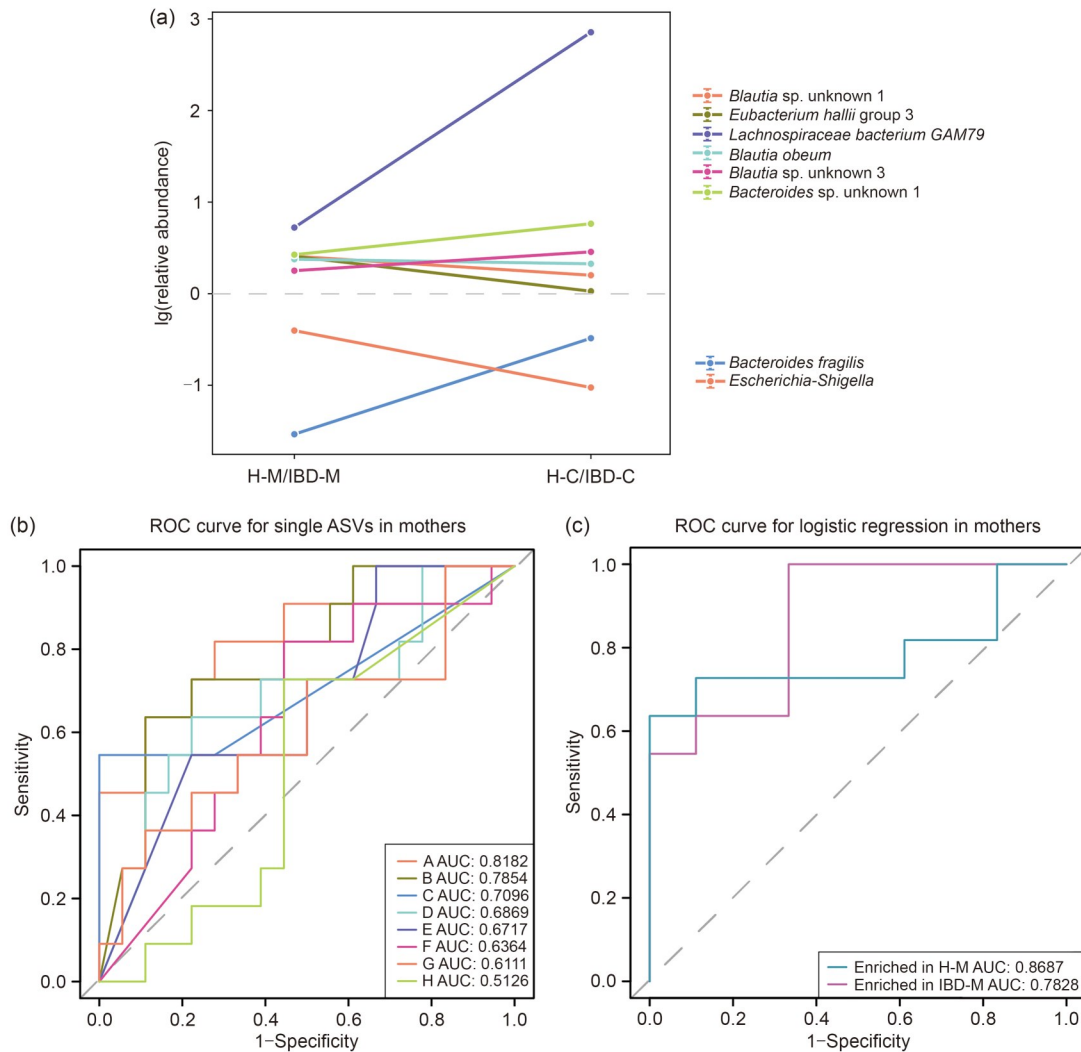 (a)
3
2
1
0
−1
lg(relative abundance)
H-M/IBD-M
H-C/IBD-C
Blautia sp. unknown 1
Eubacterium hallii group 3
Lachnospiraceae bacterium GAM79
Blautia obeum
Blautia sp. unknown 3
Bacteroides sp. unknown 1
Bacteroides fragilis
Escherichia-Shigella
(b)
ROC curve for single ASVs in mothers
1.0
0.8
0.6
0.4
0.2
0.0
Sensitivity
A AUC: 0.8182
B AUC: 0.7854
C AUC: 0.7096
D AUC: 0.6869
E AUC: 0.6717
F AUC: 0.6364
G AUC: 0.6111
H AUC: 0.5126
0.0 0.2 0.4 0.6 0.8 1.0
1−Specificity
(c)
ROC curve for logistic regression in mothers
1.0
0.8
0.6
0.4
0.2
0.0
Sensitivity
Enriched in H-M AUC: 0.8687
Enriched in IBD-M AUC: 0.7828
0.0 0.2 0.4 0.6 0.8 1.0
1−Specificity